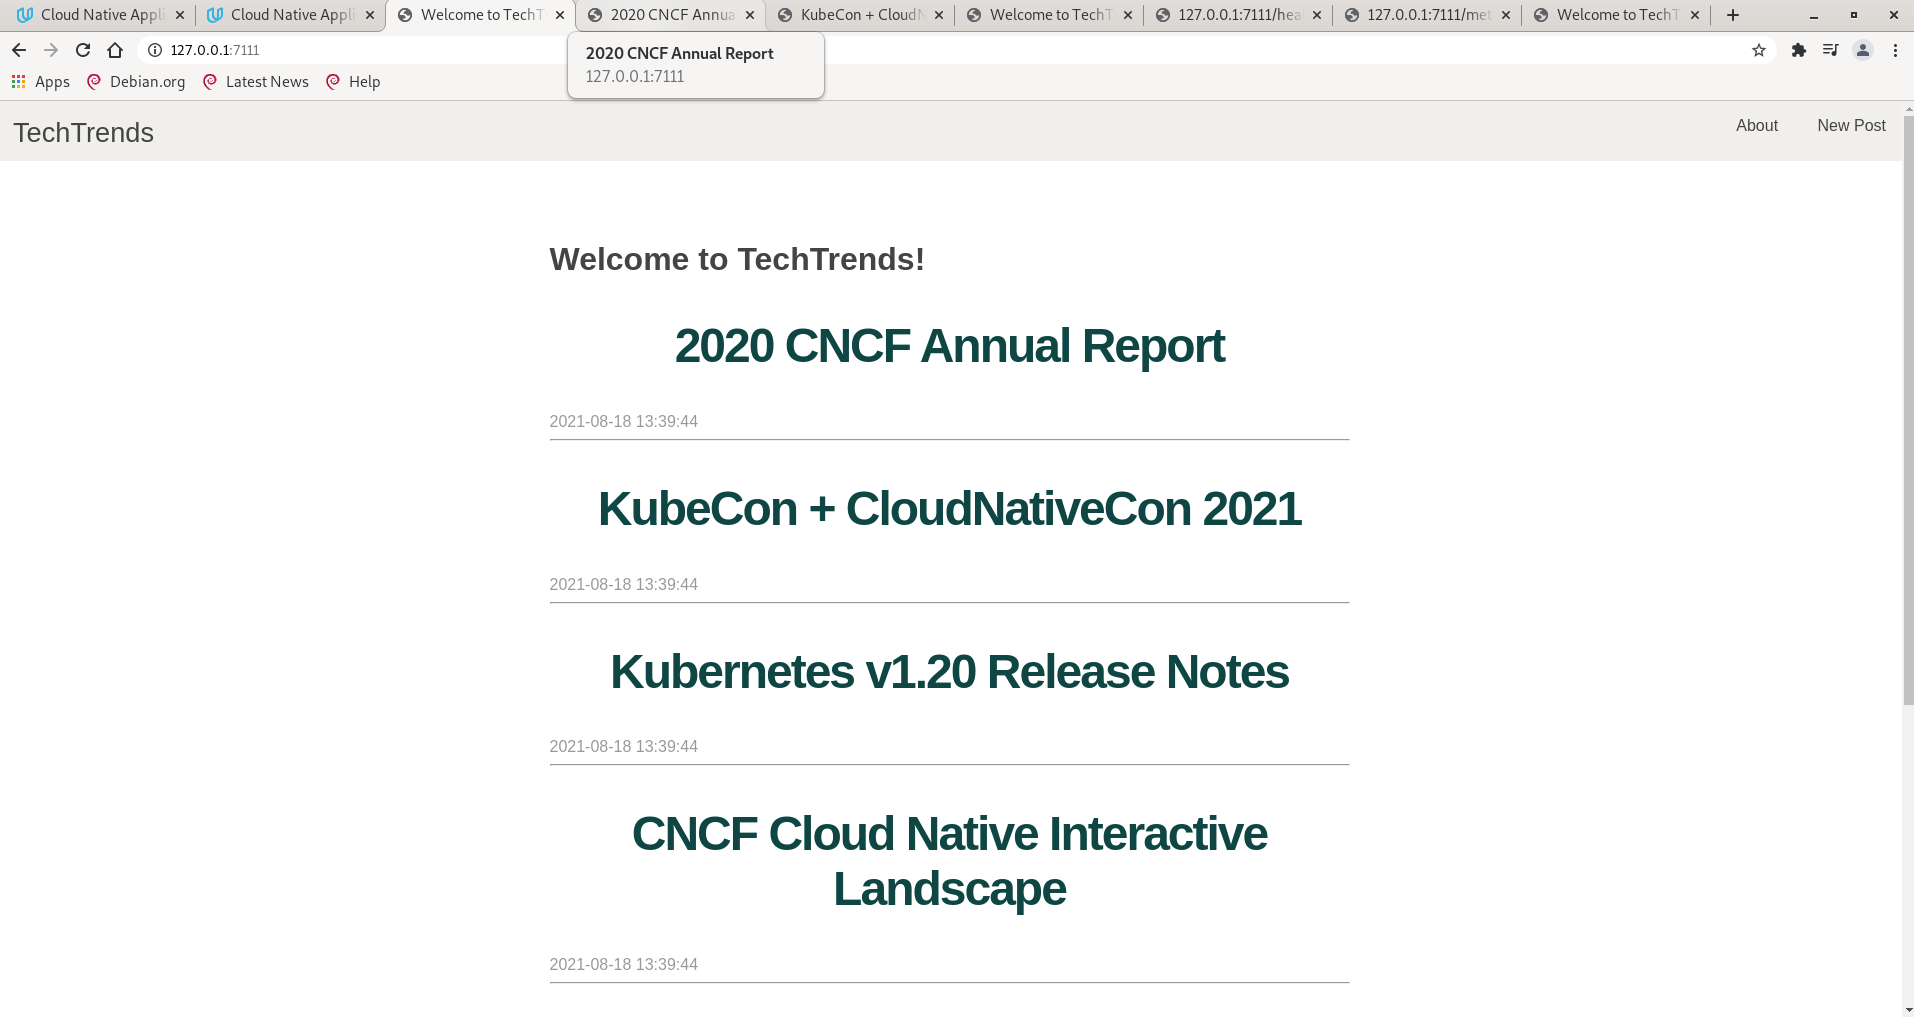 Cloud Native Appli
Cloud Native Appli
Welcome to TechT
2020 CNCF Annua
KubeCon + CloudN
Welcome to TechT
127.0.0.1:7111/hea
127.0.0.1:7111/met
Welcome to TechT
127.0.0.1:7111
2020 CNCF Annual Report
127.0.0.1:7111
Apps
Debian.org
Latest News
Help
TechTrends
About
New Post
Welcome to TechTrends!
2020 CNCF Annual Report
2021-08-18 13:39:44
KubeCon + CloudNativeCon 2021
2021-08-18 13:39:44
Kubernetes v1.20 Release Notes
2021-08-18 13:39:44
CNCF Cloud Native Interactive
Landscape
2021-08-18 13:39:44